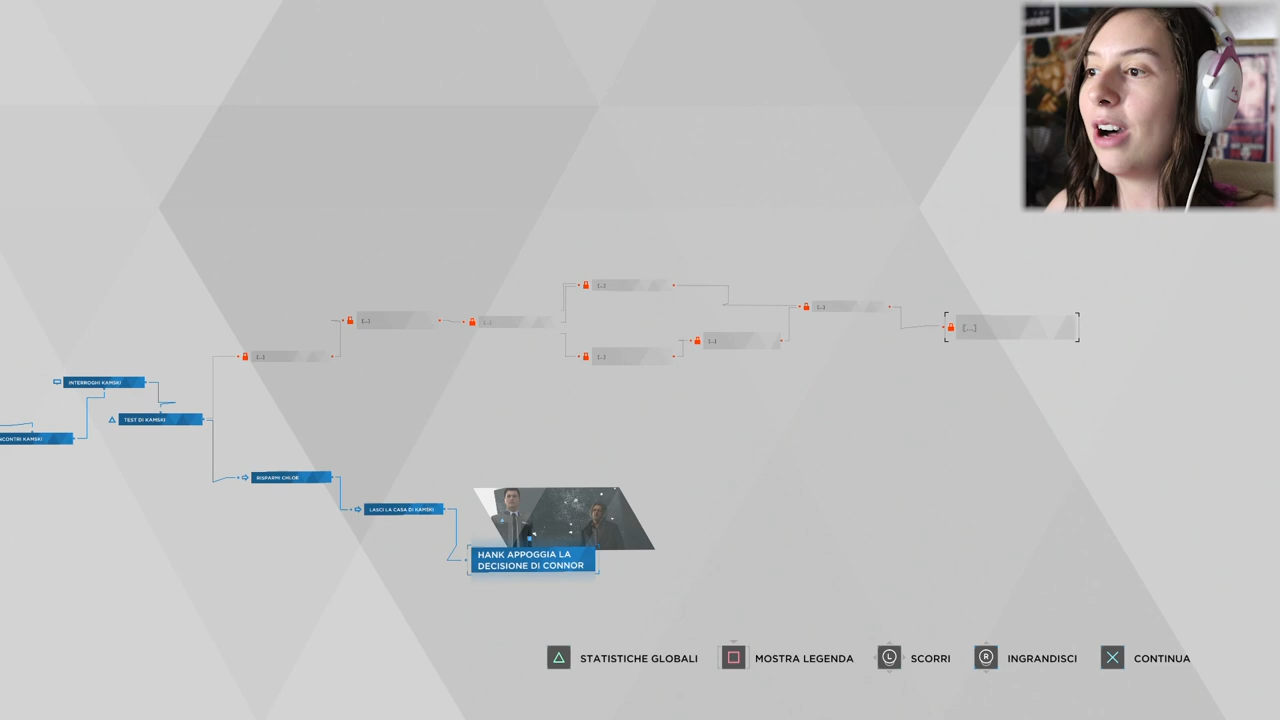 [...]
[...]
[...]
[...]
[...]
[...]
[...]
[...]
INTERROGHI KAMSKI
TEST DI KAMSKI
NCONTRI KAMSKI
RISPARMI CHLOE
LASCI LA CASA DI KAMSKI
HANK APPOGGIA LA
DECISIONE DI CONNOR
STATISTICHE GLOBALI
MOSTRA LEGENDA
L
SCORRI
R
INGRANDISCI
CONTINUA